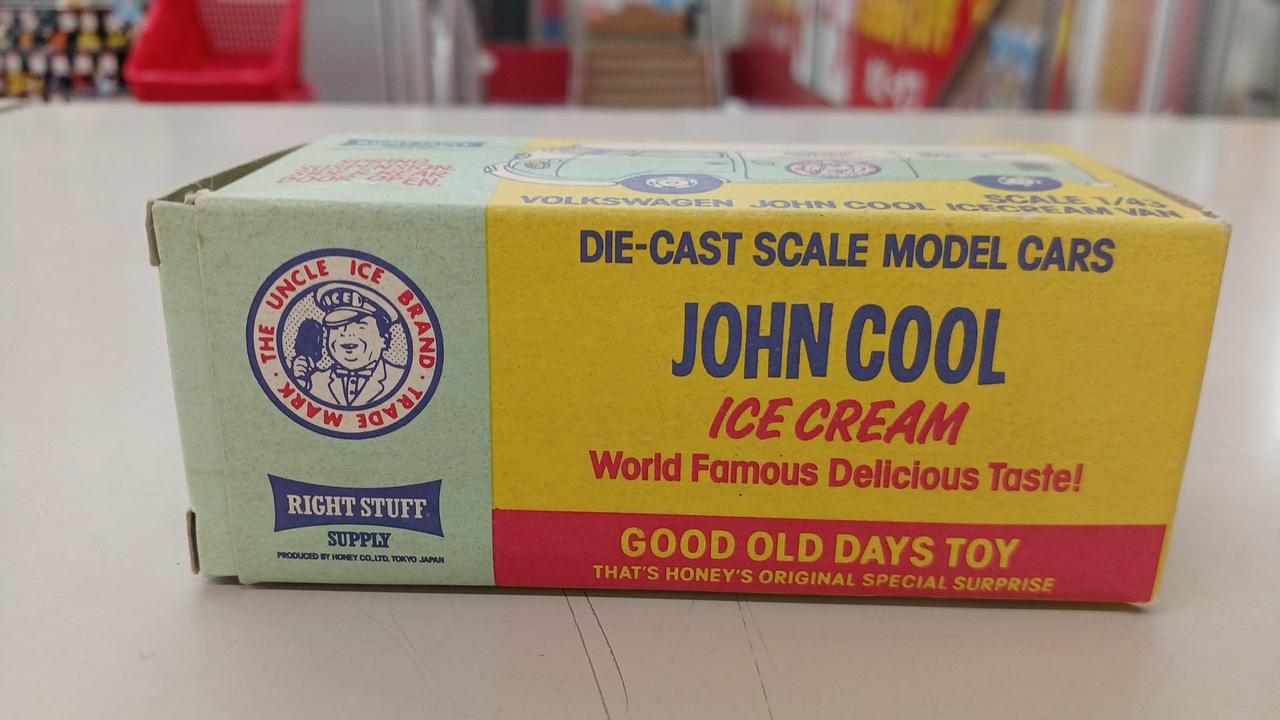 RIGHT STUFF
VOLKSWAGEN JOHN COOL ICECREAM VAN
SCALE 1/43
DIE-CAST SCALE MODEL CARS
JOHN COOL
ICE CREAM
World Famous Delicious Taste!
GOOD OLD DAYS TOY
THAT'S HONEY'S ORIGINAL SPECIAL SURPRISE
THE UNCLE ICE BRAND · TRADE MARK ·
ICED
RIGHT STUFF
SUPPLY
PRODUCED BY HONEY CO.,LTD. TOKYO JAPAN